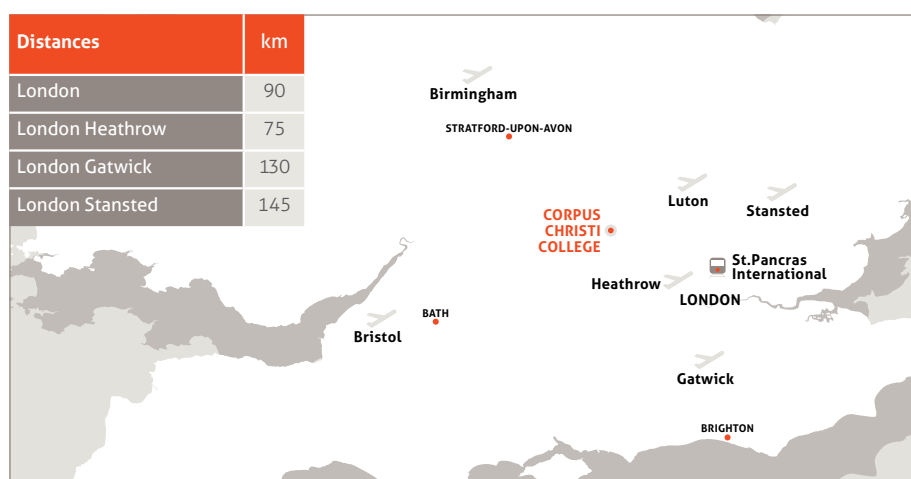 Distances km
London 90
London Heathrow 75
London Gatwick 130
London Stansted 145
Birmingham
STRATFORD-UPON-AVON
Luton
Stansted
CORPUS
CHRISTI
COLLEGE
St.Pancras
International
Heathrow
LONDON
BATH
Bristol
Gatwick
BRIGHTON